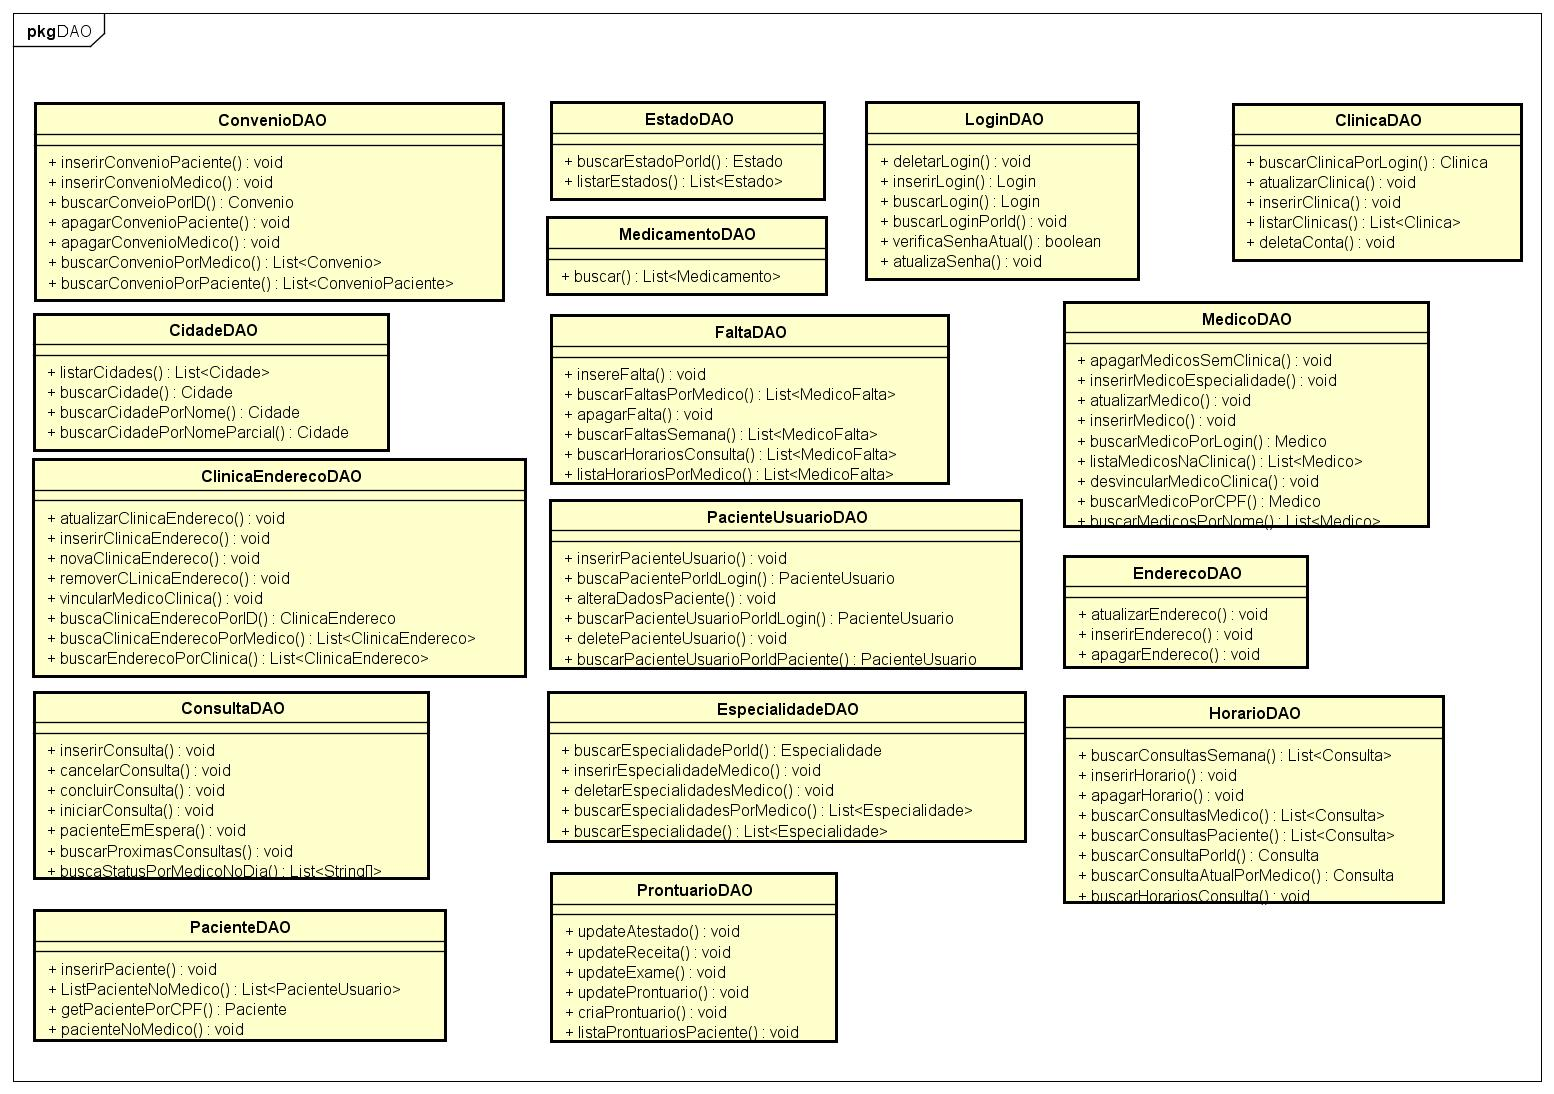 pkgDAO
ConvenioDAO
+ inserirConvenioPaciente() : void
+ inserirConvenioMedico() : void
+ buscarConveioPorID() : Convenio
+ apagarConvenioPaciente() : void
+ apagarConvenioMedico() : void
+ buscarConvenioPorMedico() : List<Convenio>
+ buscarConvenioPorPaciente() : List<ConvenioPaciente>
EstadoDAO
+ buscarEstadoPorId() : Estado
+ listarEstados() : List<Estado>
LoginDAO
+ deletarLogin() : void
+ inserirLogin() : Login
+ buscarLogin() : Login
+ buscarLoginPorId() : void
+ verificaSenhaAtual() : boolean
+ atualizaSenha() : void
ClinicaDAO
+ buscarClinicaPorLogin() : Clinica
+ atualizarClinica() : void
+ inserirClinica() : void
+ listarClinicas() : List<Clinica>
+ deletaConta() : void
MedicamentoDAO
+ buscar() : List<Medicamento>
CidadeDAO
+ listarCidades() : List<Cidade>
+ buscarCidade() : Cidade
+ buscarCidadePorNome() : Cidade
+ buscarCidadePorNomeParcial() : Cidade
FaltaDAO
+ insereFalta() : void
+ buscarFaltasPorMedico() : List<MedicoFalta>
+ apagarFalta() : void
+ buscarFaltasSemana() : List<MedicoFalta>
+ buscarHorariosConsulta() : List<MedicoFalta>
+ listaHorariosPorMedico() : List<MedicoFalta>
MedicoDAO
+ apagarMedicosSemClinica() : void
+ inserirMedicoEspecialidade() : void
+ atualizarMedico() : void
+ inserirMedico() : void
+ buscarMedicoPorLogin() : Medico
+ listaMedicosNaClinica() : List<Medico>
+ desvincularMedicoClinica() : void
+ buscarMedicoPorCPF() : Medico
+ buscarMedicosPorNome() : List<Medico>
ClinicaEnderecoDAO
+ atualizarClinicaEndereco() : void
+ inserirClinicaEndereco() : void
+ novaClinicaEndereco() : void
+ removerCLinicaEndereco() : void
+ vincularMedicoClinica() : void
+ buscaClinicaEnderecoPorID() : ClinicaEndereco
+ buscaClinicaEnderecoPorMedico() : List<ClinicaEndereco>
+ buscarEnderecoPorClinica() : List<ClinicaEndereco>
PacienteUsuarioDAO
+ inserirPacienteUsuario() : void
+ buscaPacientePorIdLogin() : PacienteUsuario
+ alteraDadosPaciente() : void
+ buscarPacienteUsuarioPorIdLogin() : PacienteUsuario
+ deletePacienteUsuario() : void
+ buscarPacienteUsuarioPorIdPaciente() : PacienteUsuario
EnderecoDAO
+ atualizarEndereco() : void
+ inserirEndereco() : void
+ apagarEndereco() : void
ConsultaDAO
+ inserirConsulta() : void
+ cancelarConsulta() : void
+ concluirConsulta() : void
+ iniciarConsulta() : void
+ pacienteEmEspera() : void
+ buscarProximasConsultas() : void
+ buscaStatusPorMedicoNoDia() : List<String[]>
EspecialidadeDAO
+ buscarEspecialidadePorId() : Especialidade
+ inserirEspecialidadeMedico() : void
+ deletarEspecialidadesMedico() : void
+ buscarEspecialidadesPorMedico() : List<Especialidade>
+ buscarEspecialidade() : List<Especialidade>
HorarioDAO
+ buscarConsultasSemana() : List<Consulta>
+ inserirHorario() : void
+ apagarHorario() : void
+ buscarConsultasMedico() : List<Consulta>
+ buscarConsultasPaciente() : List<Consulta>
+ buscarConsultaPorId() : Consulta
+ buscarConsultaAtualPorMedico() : Consulta
+ buscarHorariosConsulta() : void
PacienteDAO
+ inserirPaciente() : void
+ ListPacienteNoMedico() : List<PacienteUsuario>
+ getPacientePorCPF() : Paciente
+ pacienteNoMedico() : void
ProntuarioDAO
+ updateAtestado() : void
+ updateReceita() : void
+ updateExame() : void
+ updateProntuario() : void
+ criaProntuario() : void
+ listaProntuariosPaciente() : void